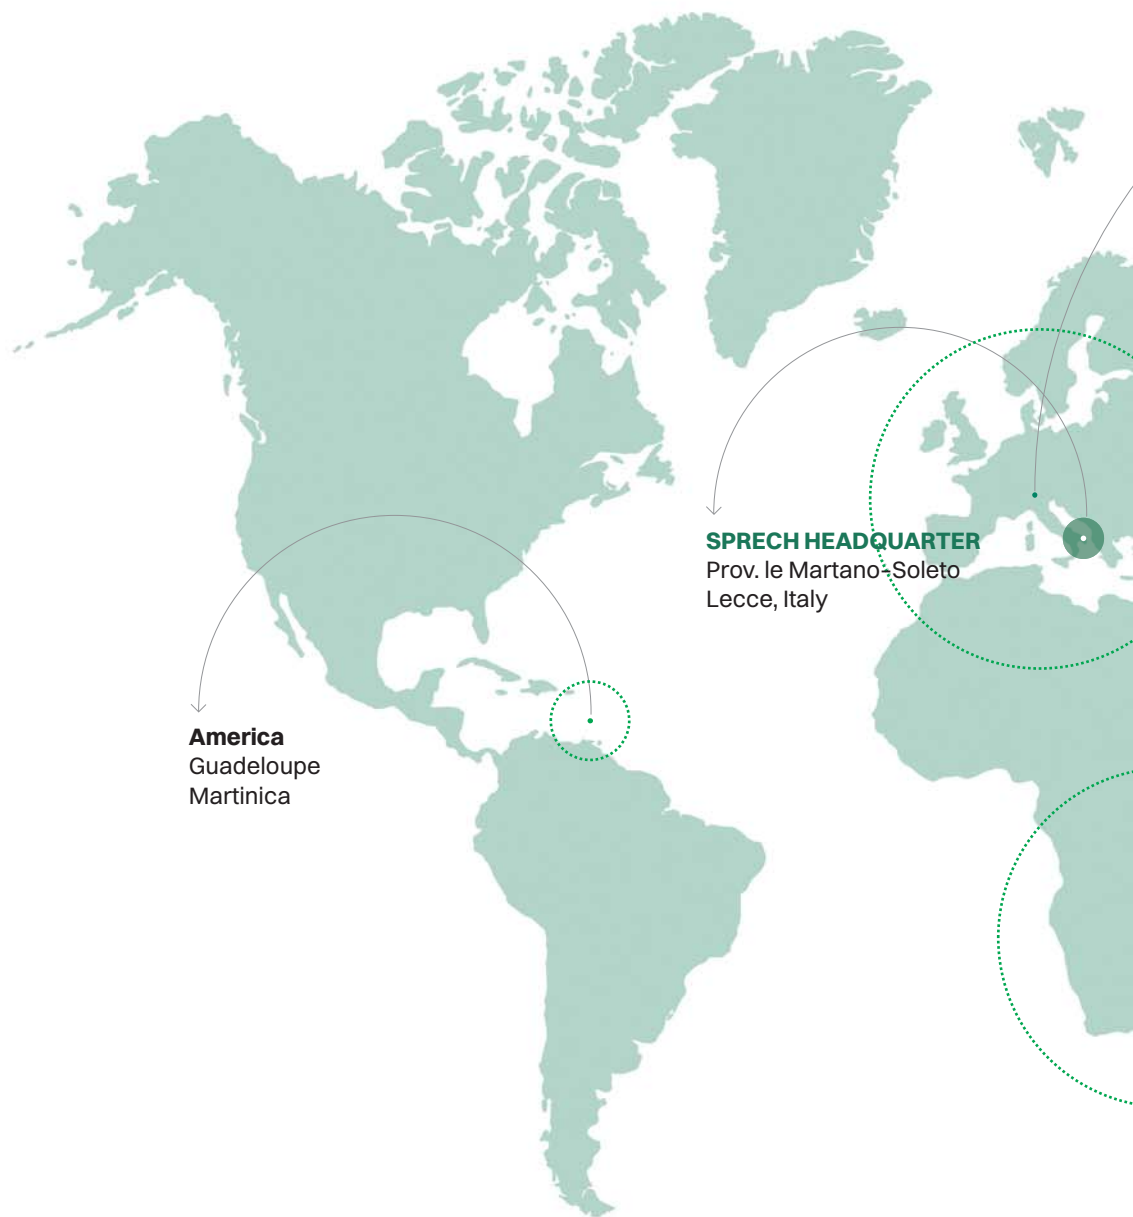 SPRECH HEADQUARTER
Prov. le Martano-Soleto
Lecce, Italy
America
Guadeloupe
Martinica